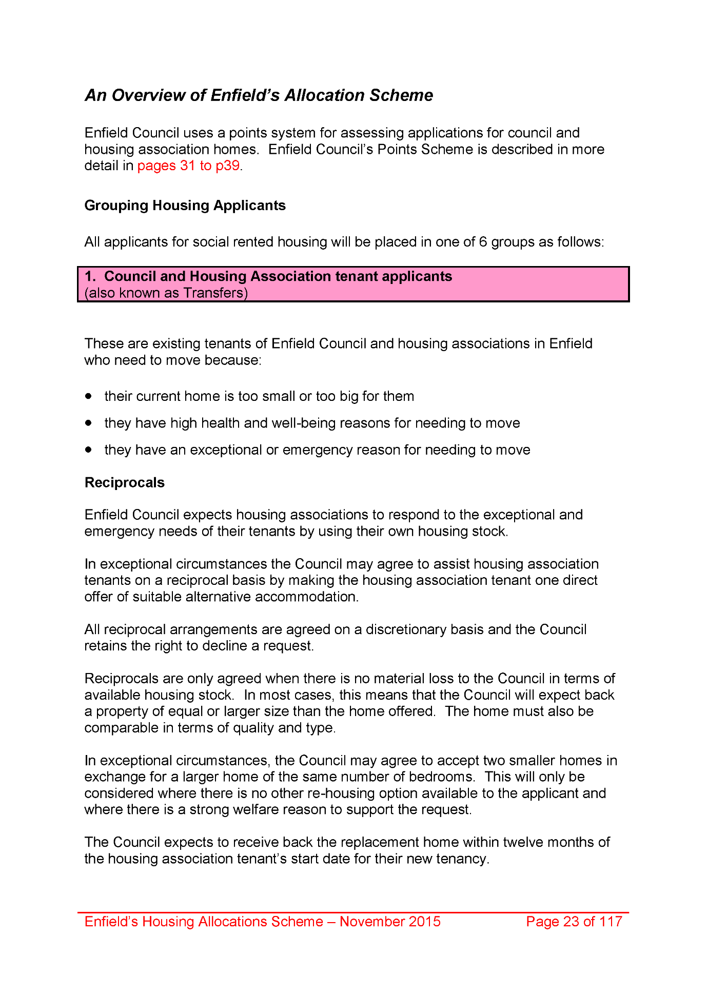 An Overview of Enfield’s Allocation Scheme
Enfield Council uses a points system for assessing applications for council and
housing association homes.  Enfield Council’s Points Scheme is described in more
detail in pages 31 to p39.
Grouping Housing Applicants
All applicants for social rented housing will be placed in one of 6 groups as follows:
1.  Council and Housing Association tenant applicants
(also known as Transfers)
These are existing tenants of Enfield Council and housing associations in Enfield
who need to move because:
● their current home is too small or too big for them
● they have high health and well-being reasons for needing to move
● they have an exceptional or emergency reason for needing to move
Reciprocals
Enfield Council expects housing associations to respond to the exceptional and
emergency needs of their tenants by using their own housing stock.
In exceptional circumstances the Council may agree to assist housing association
tenants on a reciprocal basis by making the housing association tenant one direct
offer of suitable alternative accommodation.
All reciprocal arrangements are agreed on a discretionary basis and the Council
retains the right to decline a request.
Reciprocals are only agreed when there is no material loss to the Council in terms of
available housing stock.  In most cases, this means that the Council will expect back
a property of equal or larger size than the home offered.  The home must also be
comparable in terms of quality and type.
In exceptional circumstances, the Council may agree to accept two smaller homes in
exchange for a larger home of the same number of bedrooms.  This will only be
considered where there is no other re-housing option available to the applicant and
where there is a strong welfare reason to support the request.
The Council expects to receive back the replacement home within twelve months of
the housing association tenant’s start date for their new tenancy.
Enfield’s Housing Allocations Scheme – November 2015 Page 23 of 117